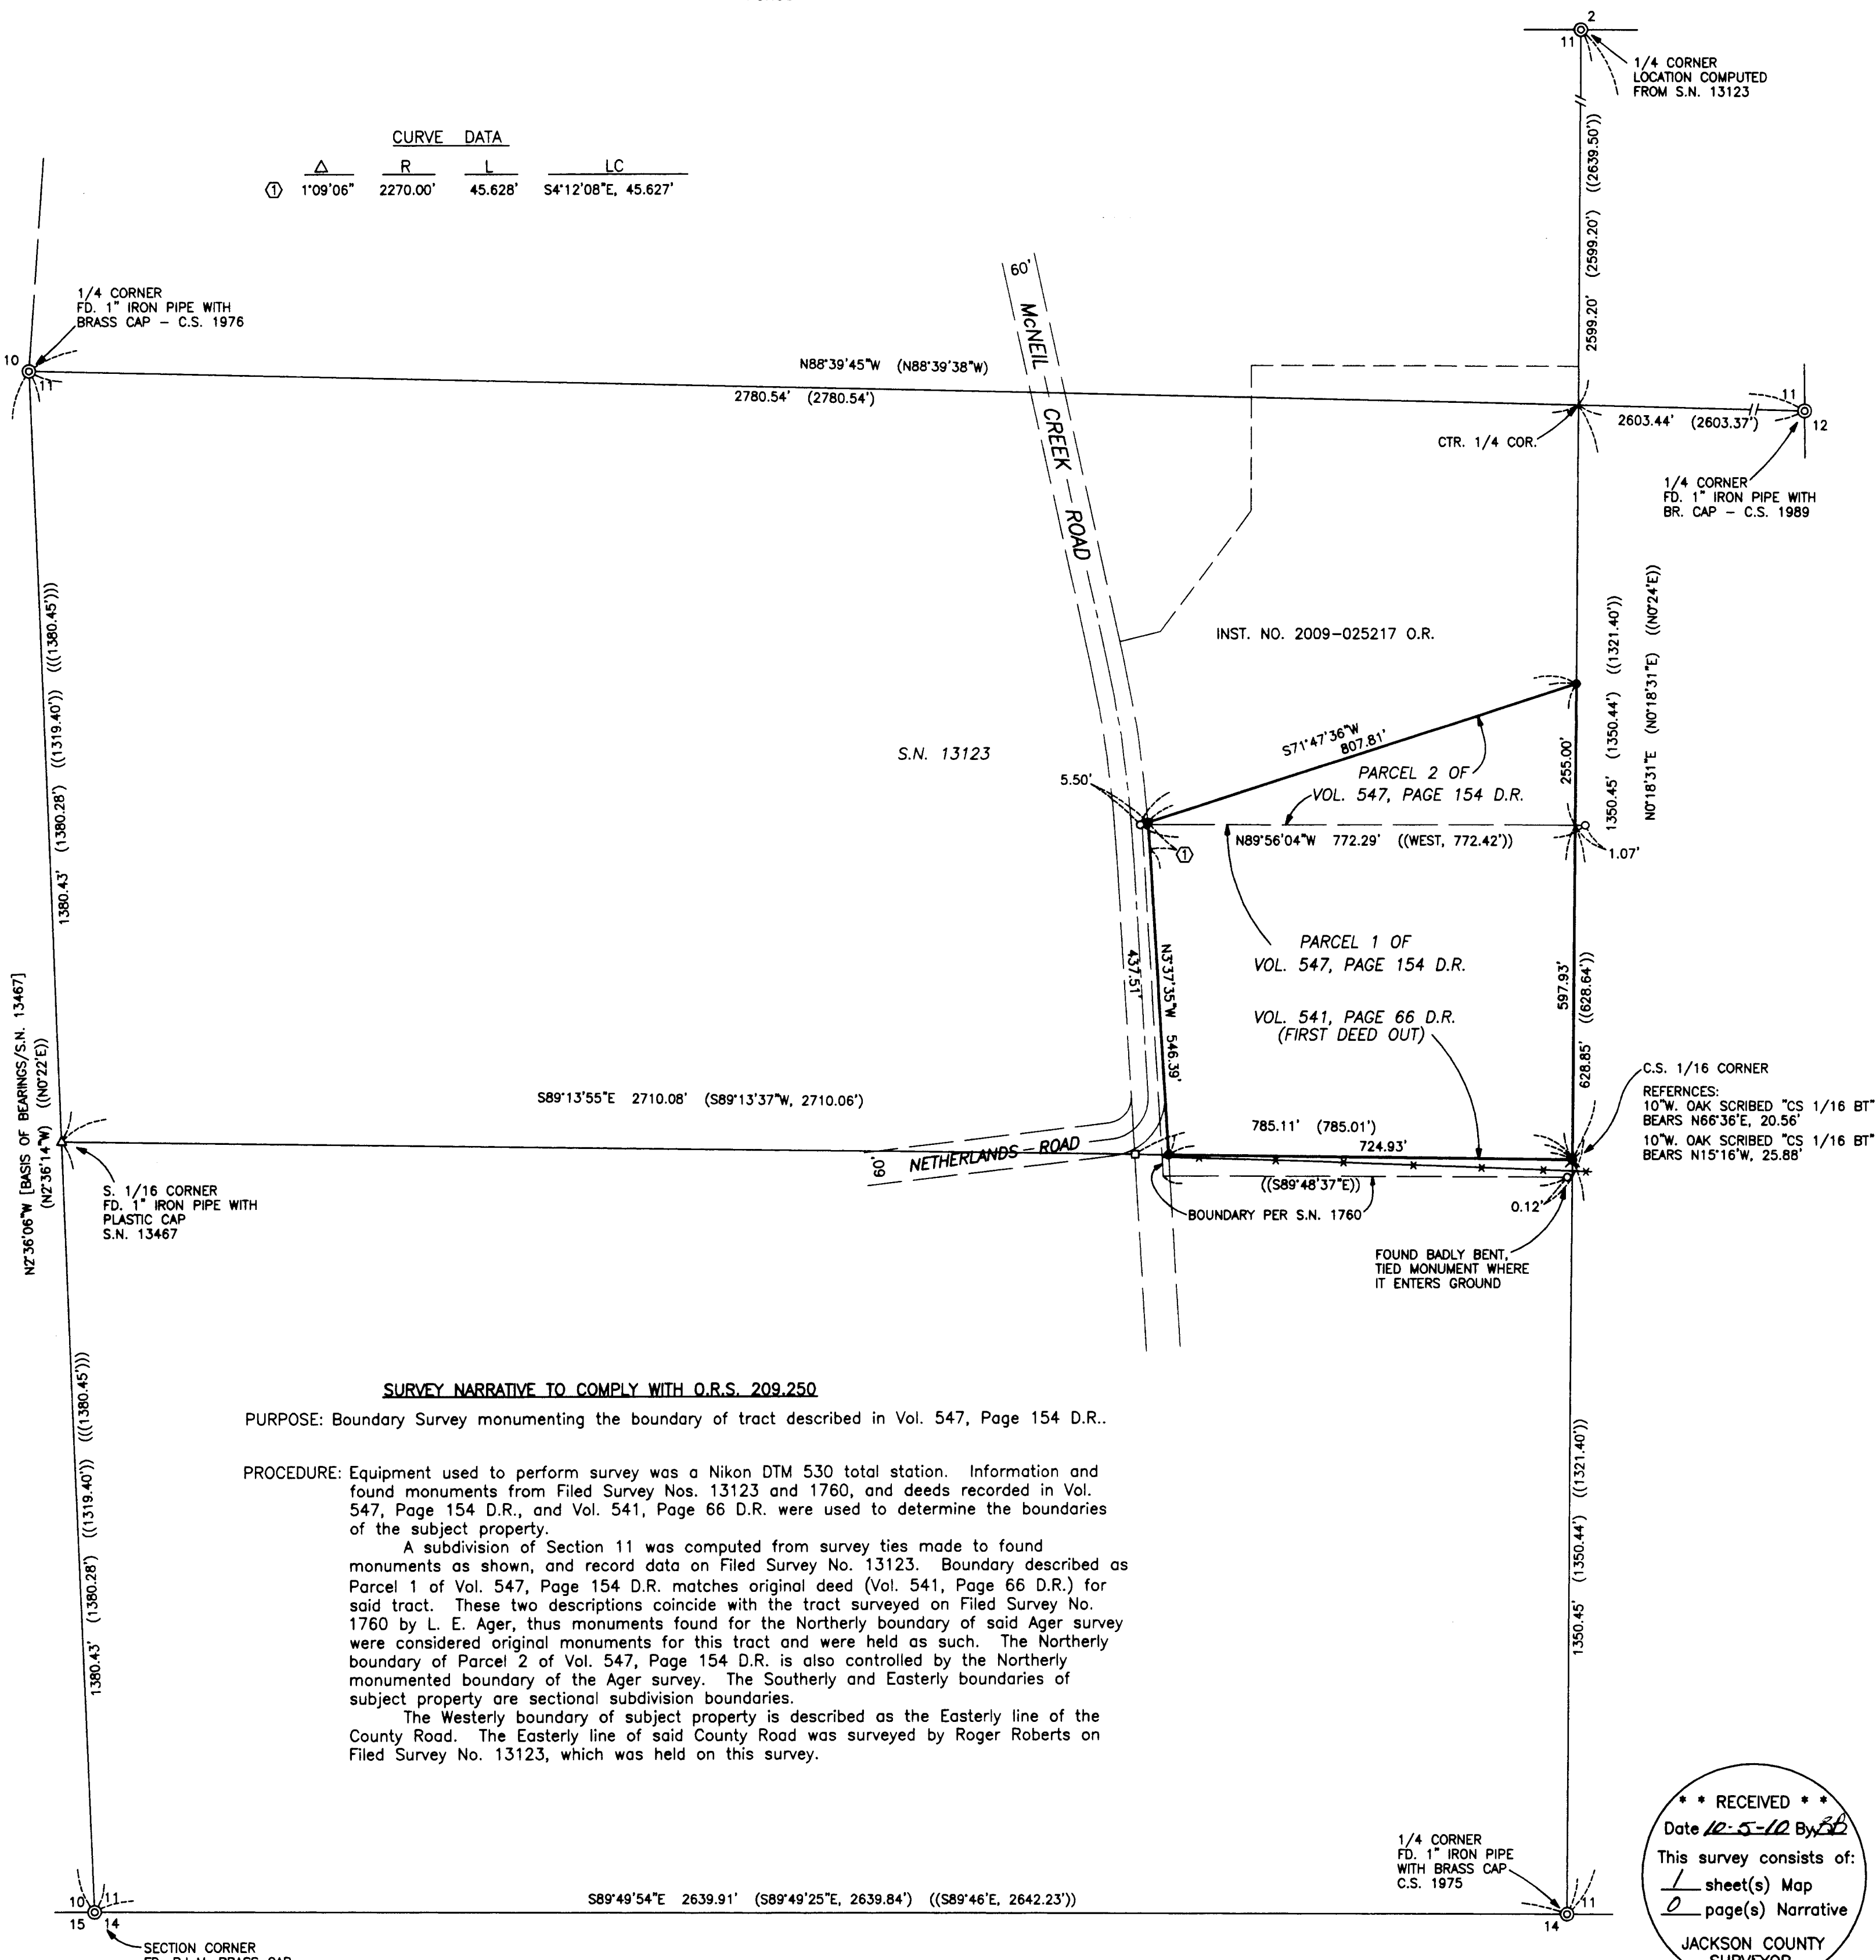 2
11
1/4 CORNER
LOCATION COMPUTED
FROM S.N. 13123
CURVE DATA
Δ R L LC
1 1°09'06" 2270.00' 45.628' S4°12'08"E, 45.627'
2599.20' (2599.20') ((2639.50'))
60'
McNEIL CREEK ROAD
1/4 CORNER
FD. 1" IRON PIPE WITH
BRASS CAP – C.S. 1976
10
11
N88°39'45"W (N88°39'38"W)
2780.54' (2780.54')
11
12
2603.44' (2603.37')
CTR. 1/4 COR.
1/4 CORNER
FD. 1" IRON PIPE WITH
BR. CAP – C.S. 1989
1380.43' (1380.28') ((1319.40')) (((1380.45')))
INST. NO. 2009–025217 O.R.
1350.45' (1350.44') ((1321.40'))
N0°18'31"E (N0°18'31"E) ((N0°24'E))
S.N. 13123
S71°47'36"W
807.81'
255.00'
PARCEL 2 OF
VOL. 547, PAGE 154 D.R.
5.50'
N89°56'04"W 772.29' ((WEST, 772.42'))
1
1.07'
PARCEL 1 OF
VOL. 547, PAGE 154 D.R.
437.51'
N3°37'35"W 546.39'
597.93'
628.85' ((628.64'))
VOL. 541, PAGE 66 D.R.
(FIRST DEED OUT)
N2°36'06"W [BASIS OF BEARINGS/S.N. 13467]
(N2°36'14"W) ((N0°22'E))
C.S. 1/16 CORNER
REFERNCES:
10"W. OAK SCRIBED "CS 1/16 BT"
BEARS N66°36'E, 20.56'
10"W. OAK SCRIBED "CS 1/16 BT"
BEARS N15°16'W, 25.88'
S89°13'55"E 2710.08' (S89°13'37"W, 2710.06')
785.11' (785.01')
724.93'
60'
NETHERLANDS ROAD
((S89°48'37"E))
0.12'
BOUNDARY PER S.N. 1760
S. 1/16 CORNER
FD. 1" IRON PIPE WITH
PLASTIC CAP
S.N. 13467
FOUND BADLY BENT,
TIED MONUMENT WHERE
IT ENTERS GROUND
1380.43' (1380.28') ((1319.40')) (((1380.45')))
SURVEY NARRATIVE TO COMPLY WITH O.R.S. 209.250
PURPOSE: Boundary Survey monumenting the boundary of tract described in Vol. 547, Page 154 D.R..
PROCEDURE: Equipment used to perform survey was a Nikon DTM 530 total station. Information and
found monuments from Filed Survey Nos. 13123 and 1760, and deeds recorded in Vol.
547, Page 154 D.R., and Vol. 541, Page 66 D.R. were used to determine the boundaries
of the subject property.
A subdivision of Section 11 was computed from survey ties made to found
monuments as shown, and record data on Filed Survey No. 13123. Boundary described as
Parcel 1 of Vol. 547, Page 154 D.R. matches original deed (Vol. 541, Page 66 D.R.) for
said tract. These two descriptions coincide with the tract surveyed on Filed Survey No.
1760 by L. E. Ager, thus monuments found for the Northerly boundary of said Ager survey
were considered original monuments for this tract and were held as such. The Northerly
boundary of Parcel 2 of Vol. 547, Page 154 D.R. is also controlled by the Northerly
monumented boundary of the Ager survey. The Southerly and Easterly boundaries of
subject property are sectional subdivision boundaries.
The Westerly boundary of subject property is described as the Easterly line of the
County Road. The Easterly line of said County Road was surveyed by Roger Roberts on
Filed Survey No. 13123, which was held on this survey.
1350.45' (1350.44') ((1321.40'))
1/4 CORNER
FD. 1" IRON PIPE
WITH BRASS CAP
C.S. 1975
S89°49'54"E 2639.91' (S89°49'25"E, 2639.84') ((S89°46'E, 2642.23'))
10 11
15 14
11
14
SECTION CORNER
* * RECEIVED * *
Date 10-5-10 By BB
This survey consists of:
1 sheet(s) Map
0 page(s) Narrative
JACKSON COUNTY
SURVEYOR